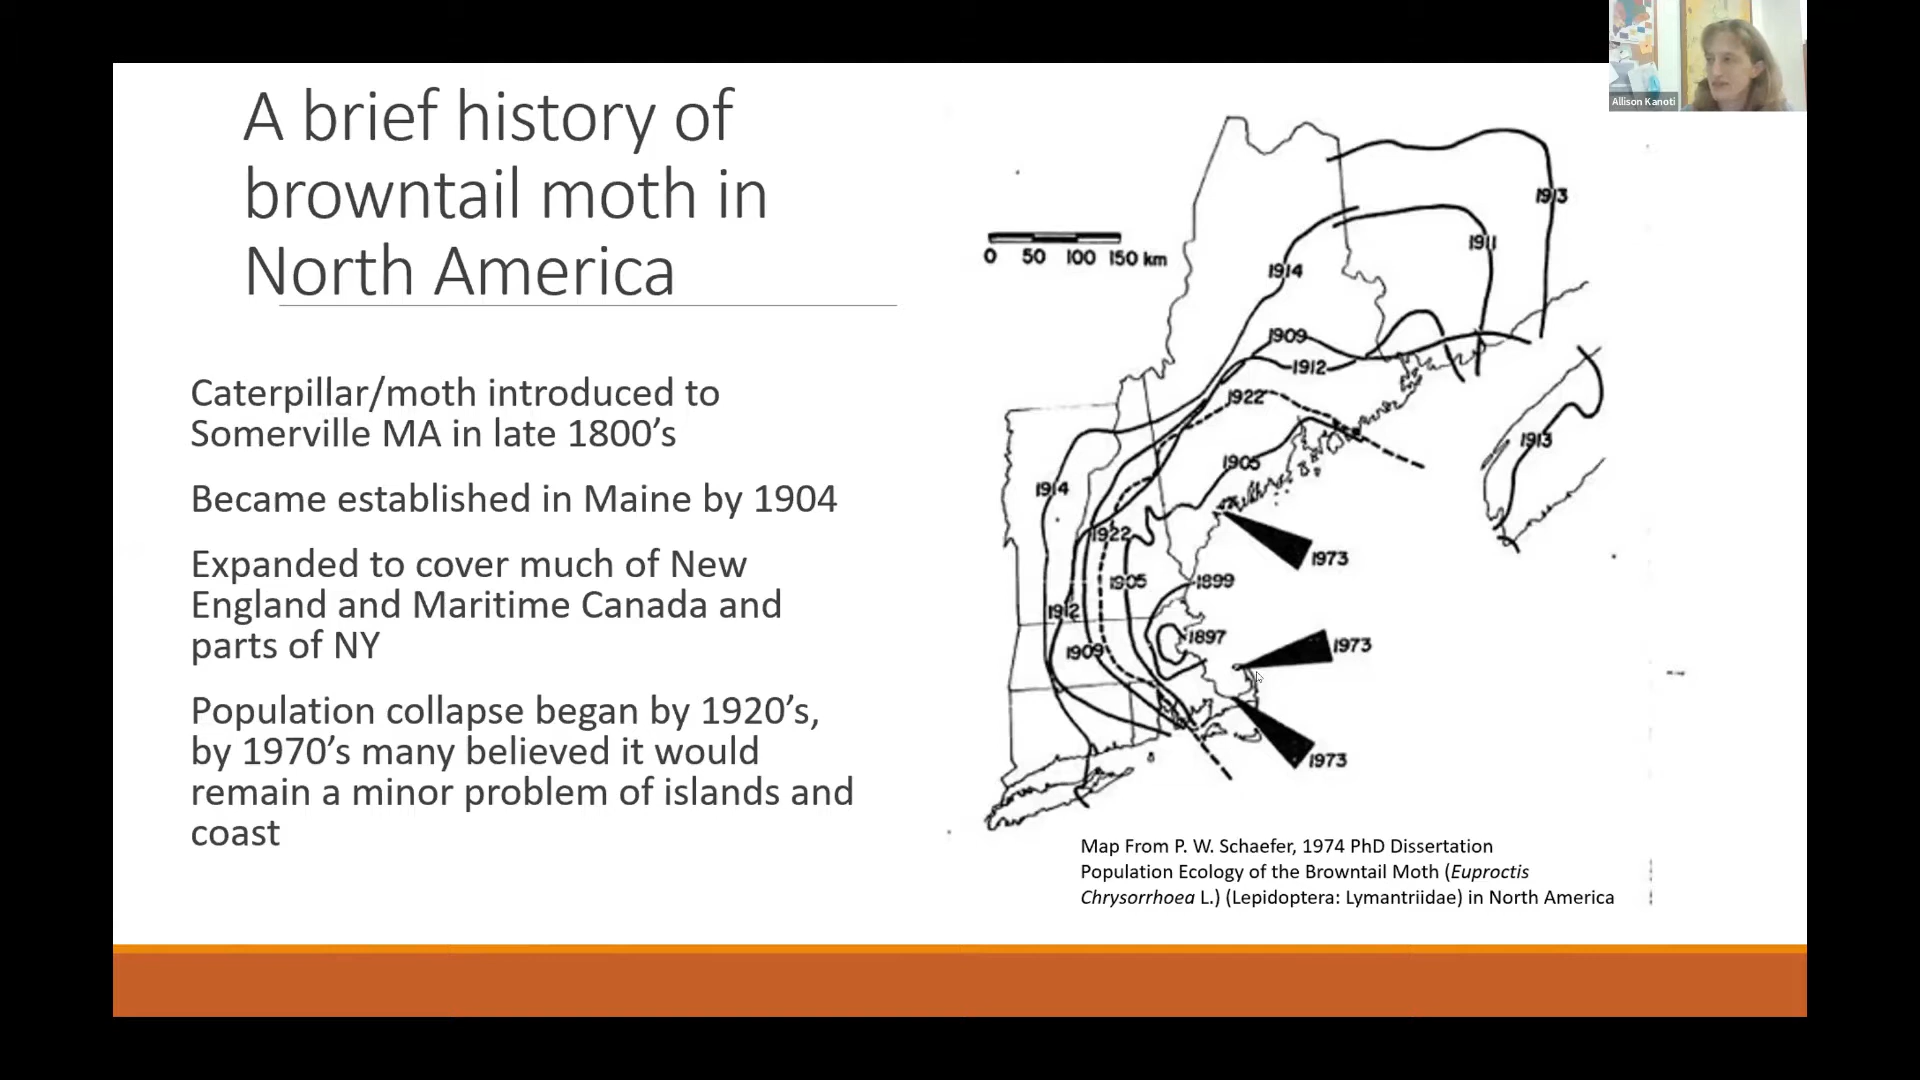 A brief history of
browntail moth in
North America
Caterpillar/moth introduced to
Somerville MA in late 1800’s
Became established in Maine by 1904
Expanded to cover much of New
England and Maritime Canada and
parts of NY
Population collapse began by 1920’s,
by 1970’s many believed it would
remain a minor problem of islands and
coast
Allison Kanoti
1913
1911
0 50 100 150 km
1914
1909
1912
1922
1913
1905
1914
1922
1973
1905
1899
1912
1897
1973
1909
1973
Map From P. W. Schaefer, 1974 PhD Dissertation
Population Ecology of the Browntail Moth (Euproctis
Chrysorrhoea L.) (Lepidoptera: Lymantriidae) in North America